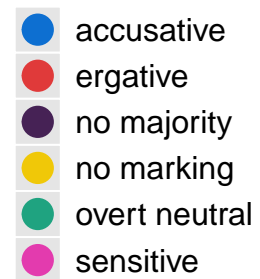 accusative
ergative
no majority
no marking
overt neutral
sensitive